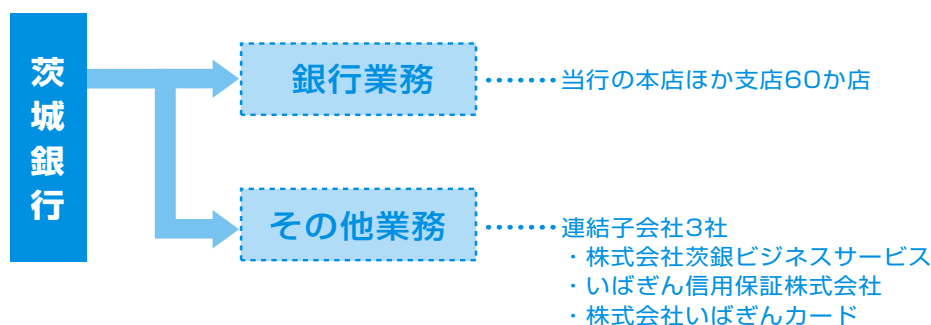 茨城銀行
銀行業務
‥‥‥‥当行の本店ほか支店60か店
その他業務
‥‥‥‥連結子会社3社
・株式会社茨銀ビジネスサービス
・いばぎん信用保証株式会社
・株式会社いばぎんカード